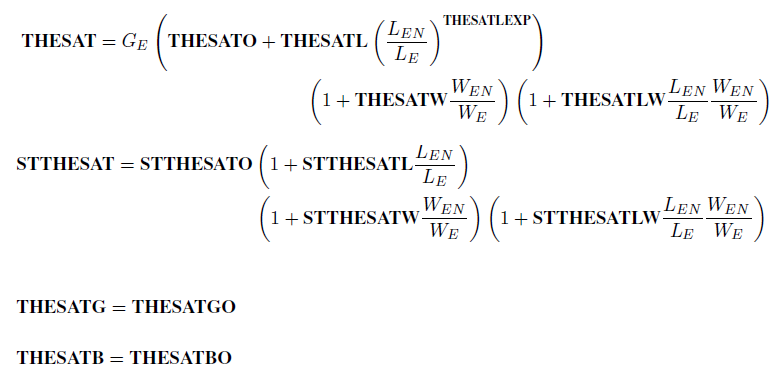 THESAT = G_E ( THESATO + THESATL ( L_EN / L_E )^THESATLEXP )
( 1 + THESATW W_EN / W_E ) ( 1 + THESATLW L_EN / L_E W_EN / W_E )
STTHESAT = STTHESATO ( 1 + STTHESATL L_EN / L_E )
( 1 + STTHESATW W_EN / W_E ) ( 1 + STTHESATLW L_EN / L_E W_EN / W_E )
THESATG = THESATGO
THESATB = THESATBO